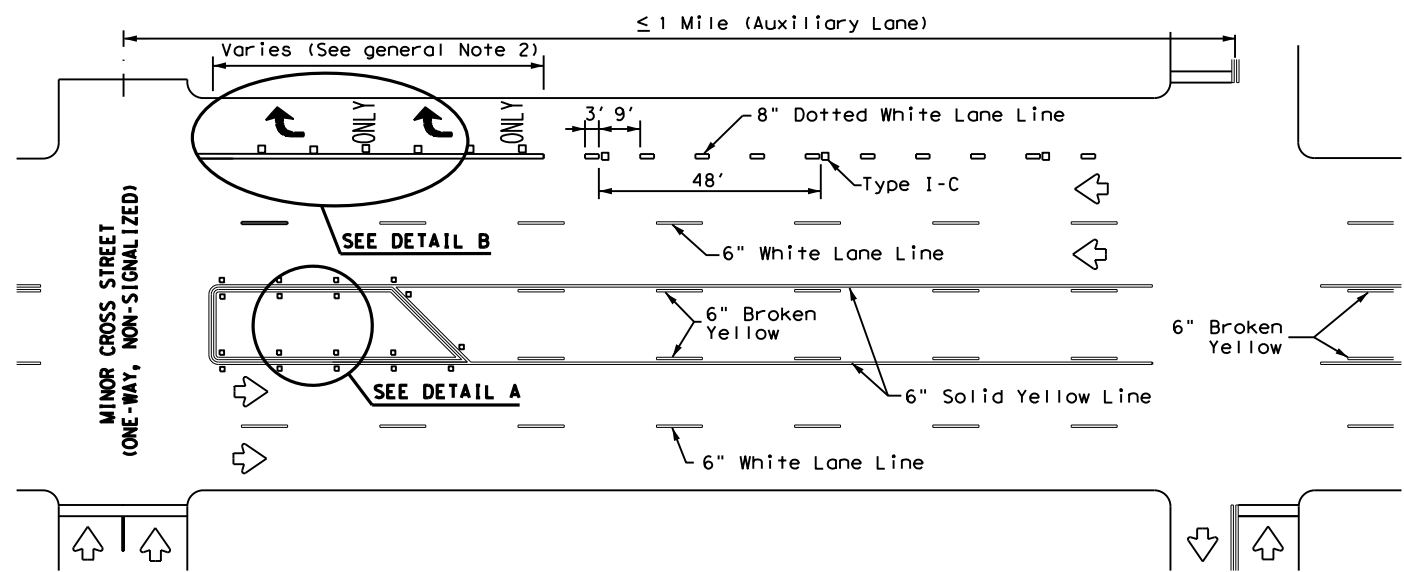 ≤ 1 Mile (Auxiliary Lane)
Varies (See general Note 2)
ONLY
ONLY
3' 9'
8" Dotted White Lane Line
48'
Type I-C
SEE DETAIL B
6" White Lane Line
MINOR CROSS STREET
(ONE-WAY, NON-SIGNALIZED)
6" Broken
Yellow
6" Broken
Yellow
SEE DETAIL A
6" Solid Yellow Line
6" White Lane Line